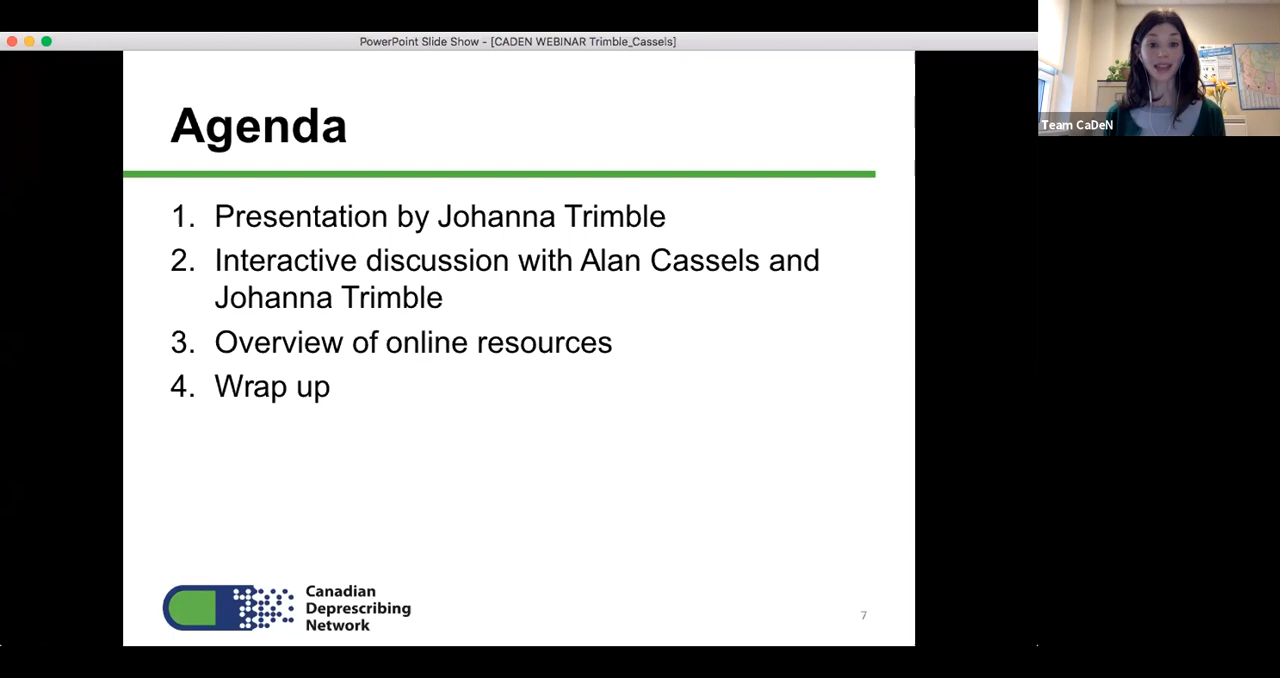 PowerPoint Slide Show - [CADEN WEBINAR Trimble_Cassels]
Team CaDeN
Agenda
1. Presentation by Johanna Trimble
2. Interactive discussion with Alan Cassels and
Johanna Trimble
3. Overview of online resources
4. Wrap up
Canadian
Deprescribing
Network
7